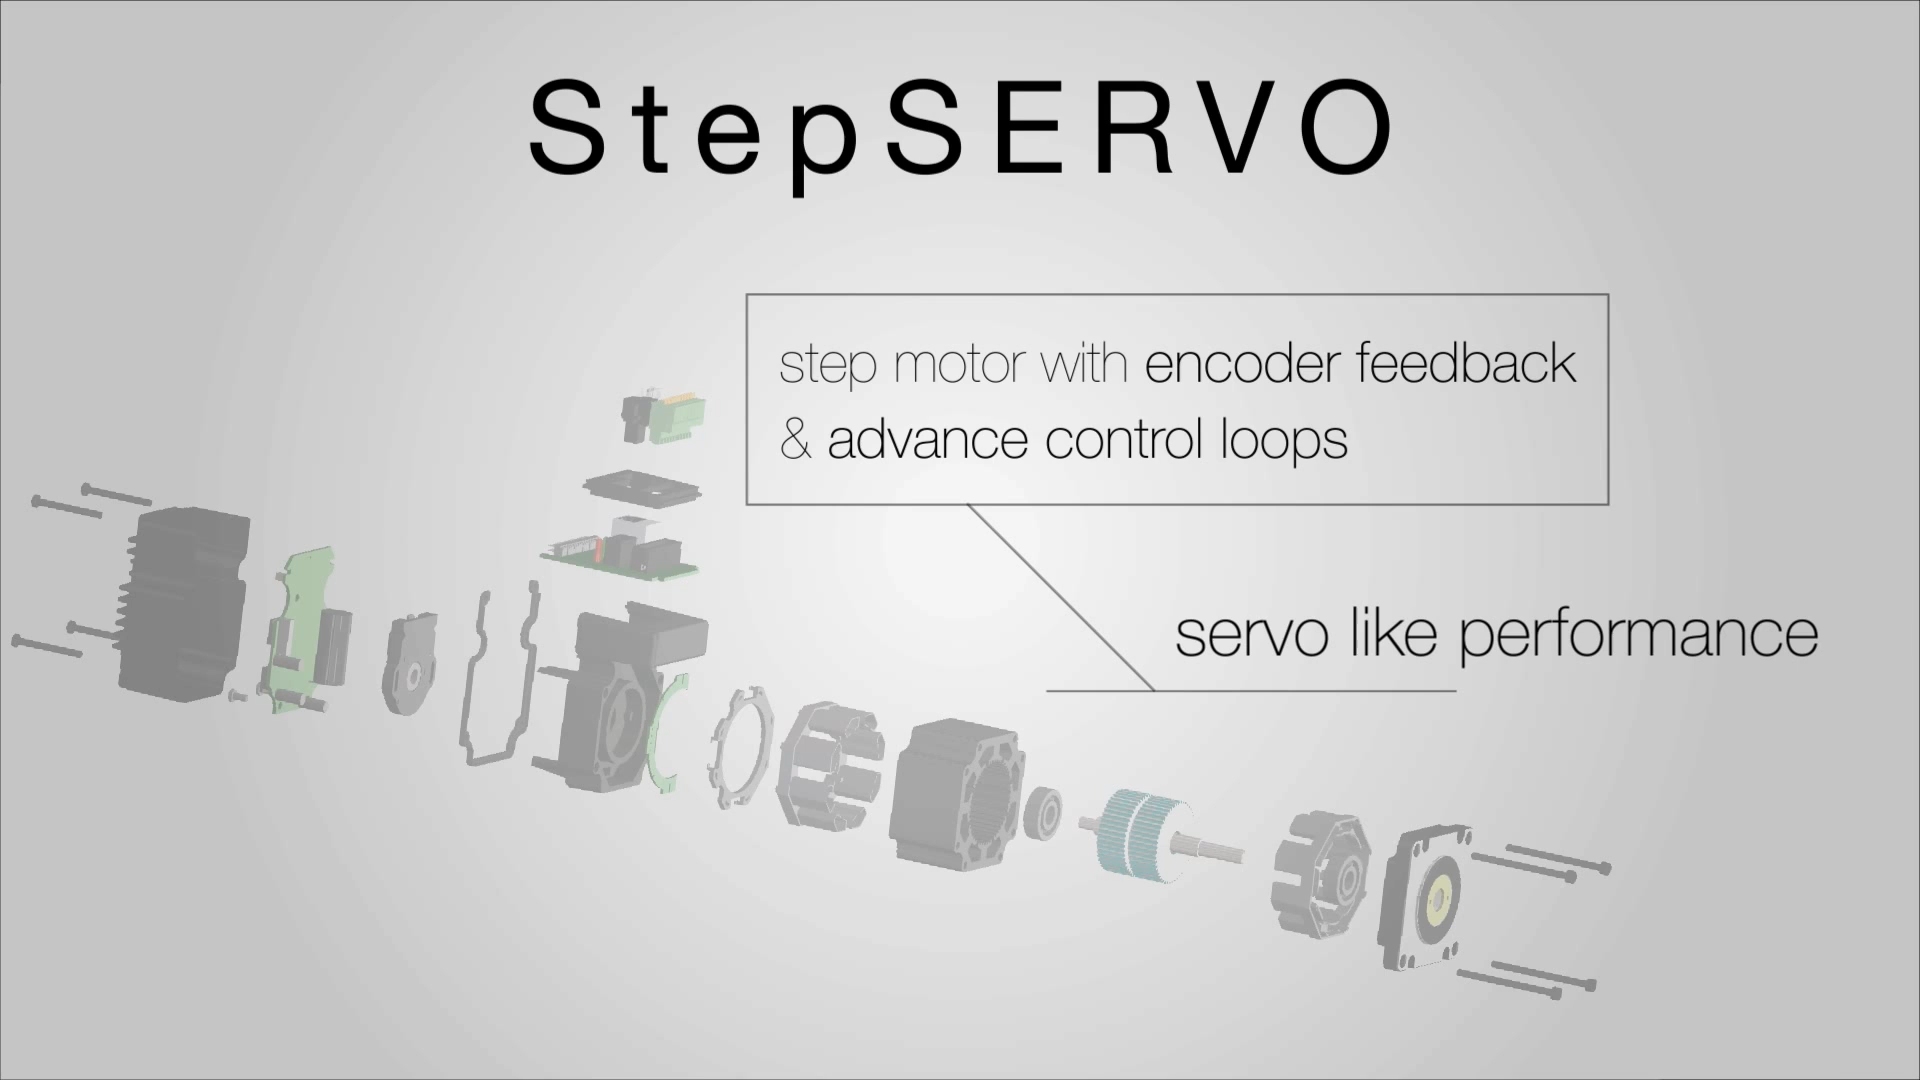 StepSERVO
step motor with encoder feedback
& advance control loops
servo like performance